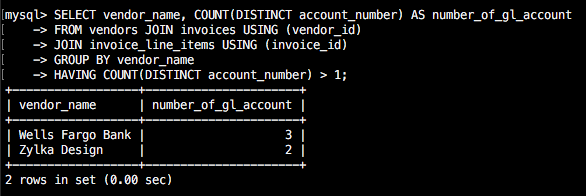 mysql> SELECT vendor_name, COUNT(DISTINCT account_number) AS number_of_gl_account
    -> FROM vendors JOIN invoices USING (vendor_id)
    -> JOIN invoice_line_items USING (invoice_id)
    -> GROUP BY vendor_name
    -> HAVING COUNT(DISTINCT account_number) > 1;
+------------------+----------------------+
| vendor_name      | number_of_gl_account |
+------------------+----------------------+
| Wells Fargo Bank |                    3 |
| Zylka Design     |                    2 |
+------------------+----------------------+
2 rows in set (0.00 sec)